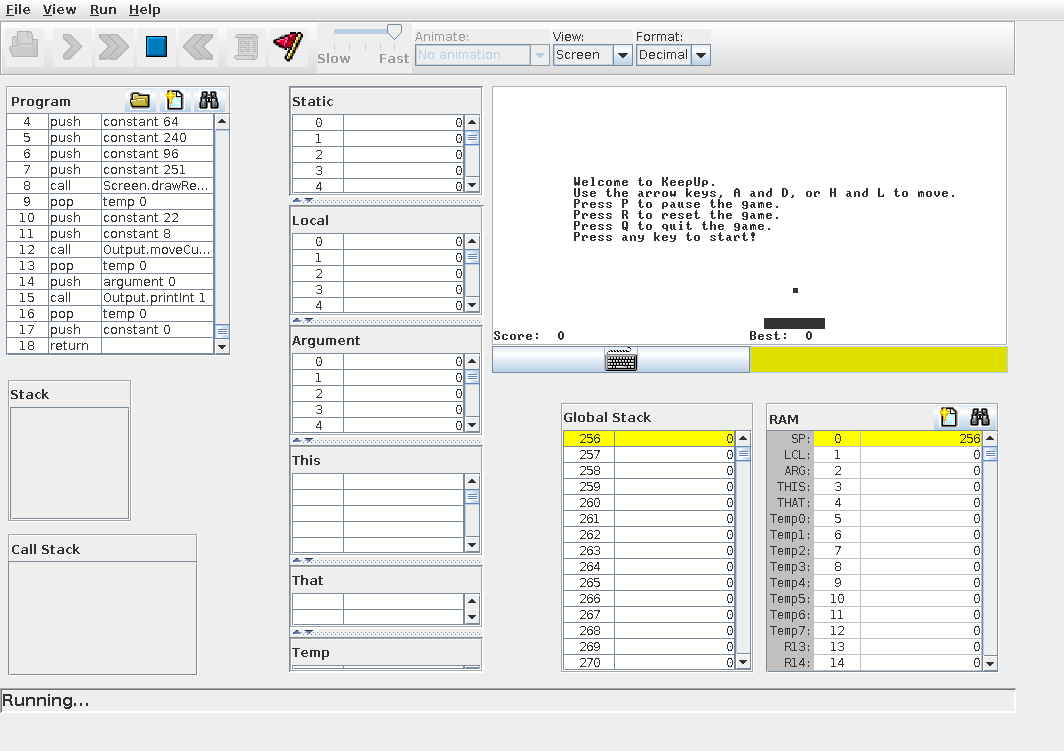 File View Run Help
Slow Fast
Animate:
No animation
View:
Screen
Format:
Decimal
Program
4 push constant 64
5 push constant 240
6 push constant 96
7 push constant 251
8 call Screen.drawRe...
9 pop temp 0
10 push constant 22
11 push constant 8
12 call Output.moveCu...
13 pop temp 0
14 push argument 0
15 call Output.printInt 1
16 pop temp 0
17 push constant 0
18 return
Stack
Call Stack
Static
0 0
1 0
2 0
3 0
4 0
Local
0 0
1 0
2 0
3 0
4 0
Argument
0 0
1 0
2 0
3 0
4 0
This
That
Temp
Welcome to KeepUp.
Use the arrow keys, A and D, or H and L to move.
Press P to pause the game.
Press R to reset the game.
Press Q to quit the game.
Press any key to start!
Score: 0 Best: 0
Global Stack
256 0
257 0
258 0
259 0
260 0
261 0
262 0
263 0
264 0
265 0
266 0
267 0
268 0
269 0
270 0
RAM
SP: 0 256
LCL: 1 0
ARG: 2 0
THIS: 3 0
THAT: 4 0
Temp0: 5 0
Temp1: 6 0
Temp2: 7 0
Temp3: 8 0
Temp4: 9 0
Temp5: 10 0
Temp6: 11 0
Temp7: 12 0
R13: 13 0
R14: 14 0
Running...